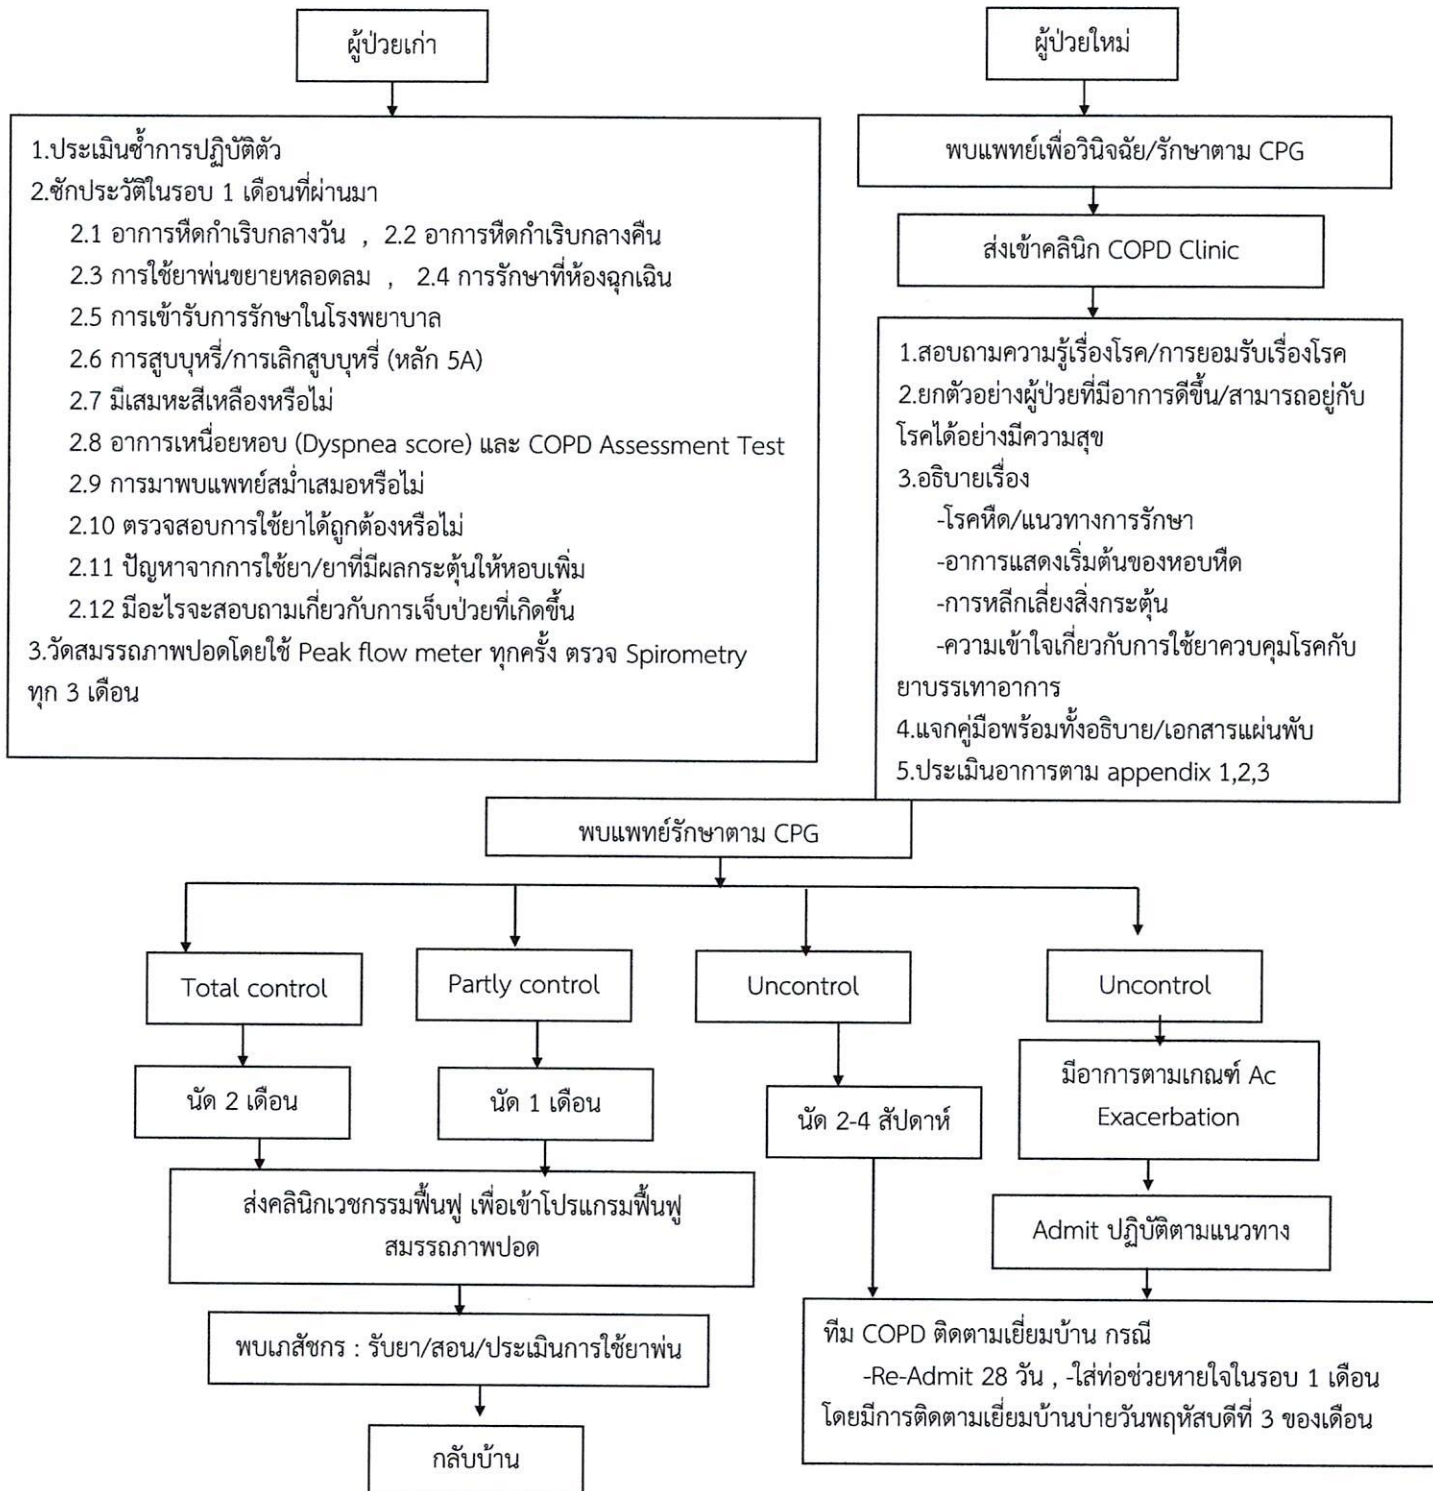 ผู้ป่วยเก่า
ผู้ป่วยใหม่
1.ประเมินซ้ำการปฏิบัติตัว
2.ซักประวัติในรอบ 1 เดือนที่ผ่านมา
2.1 อาการหืดกำเริบกลางวัน , 2.2 อาการหืดกำเริบกลางคืน
2.3 การใช้ยาพ่นขยายหลอดลม , 2.4 การรักษาที่ห้องฉุกเฉิน
2.5 การเข้ารับการรักษาในโรงพยาบาล
2.6 การสูบบุหรี่/การเลิกสูบบุหรี่ (หลัก 5A)
2.7 มีเสมหะสีเหลืองหรือไม่
2.8 อาการเหนื่อยหอบ (Dyspnea score) และ COPD Assessment Test
2.9 การมาพบแพทย์สม่ำเสมอหรือไม่
2.10 ตรวจสอบการใช้ยาได้ถูกต้องหรือไม่
2.11 ปัญหาจากการใช้ยา/ยาที่มีผลกระตุ้นให้หอบเพิ่ม
2.12 มีอะไรจะสอบถามเกี่ยวกับการเจ็บป่วยที่เกิดขึ้น
3.วัดสมรรถภาพปอดโดยใช้ Peak flow meter ทุกครั้ง ตรวจ Spirometry
ทุก 3 เดือน
พบแพทย์เพื่อวินิจฉัย/รักษาตาม CPG
ส่งเข้าคลินิก COPD Clinic
1.สอบถามความรู้เรื่องโรค/การยอมรับเรื่องโรค
2.ยกตัวอย่างผู้ป่วยที่มีอาการดีขึ้น/สามารถอยู่กับ
โรคได้อย่างมีความสุข
3.อธิบายเรื่อง
-โรคหืด/แนวทางการรักษา
-อาการแสดงเริ่มต้นของหอบหืด
-การหลีกเลี่ยงสิ่งกระตุ้น
-ความเข้าใจเกี่ยวกับการใช้ยาควบคุมโรคกับ
ยาบรรเทาอาการ
4.แจกคู่มือพร้อมทั้งอธิบาย/เอกสารแผ่นพับ
5.ประเมินอาการตาม appendix 1,2,3
พบแพทย์รักษาตาม CPG
Total control
Partly control
Uncontrol
Uncontrol
นัด 2 เดือน
นัด 1 เดือน
นัด 2-4 สัปดาห์
มีอาการตามเกณฑ์ Ac
Exacerbation
ส่งคลินิกเวชกรรมฟื้นฟู เพื่อเข้าโปรแกรมฟื้นฟู
สมรรถภาพปอด
Admit ปฏิบัติตามแนวทาง
พบเภสัชกร : รับยา/สอน/ประเมินการใช้ยาพ่น
ทีม COPD ติดตามเยี่ยมบ้าน กรณี
-Re-Admit 28 วัน , -ใส่ท่อช่วยหายใจในรอบ 1 เดือน
โดยมีการติดตามเยี่ยมบ้านบ่ายวันพฤหัสบดีที่ 3 ของเดือน
กลับบ้าน